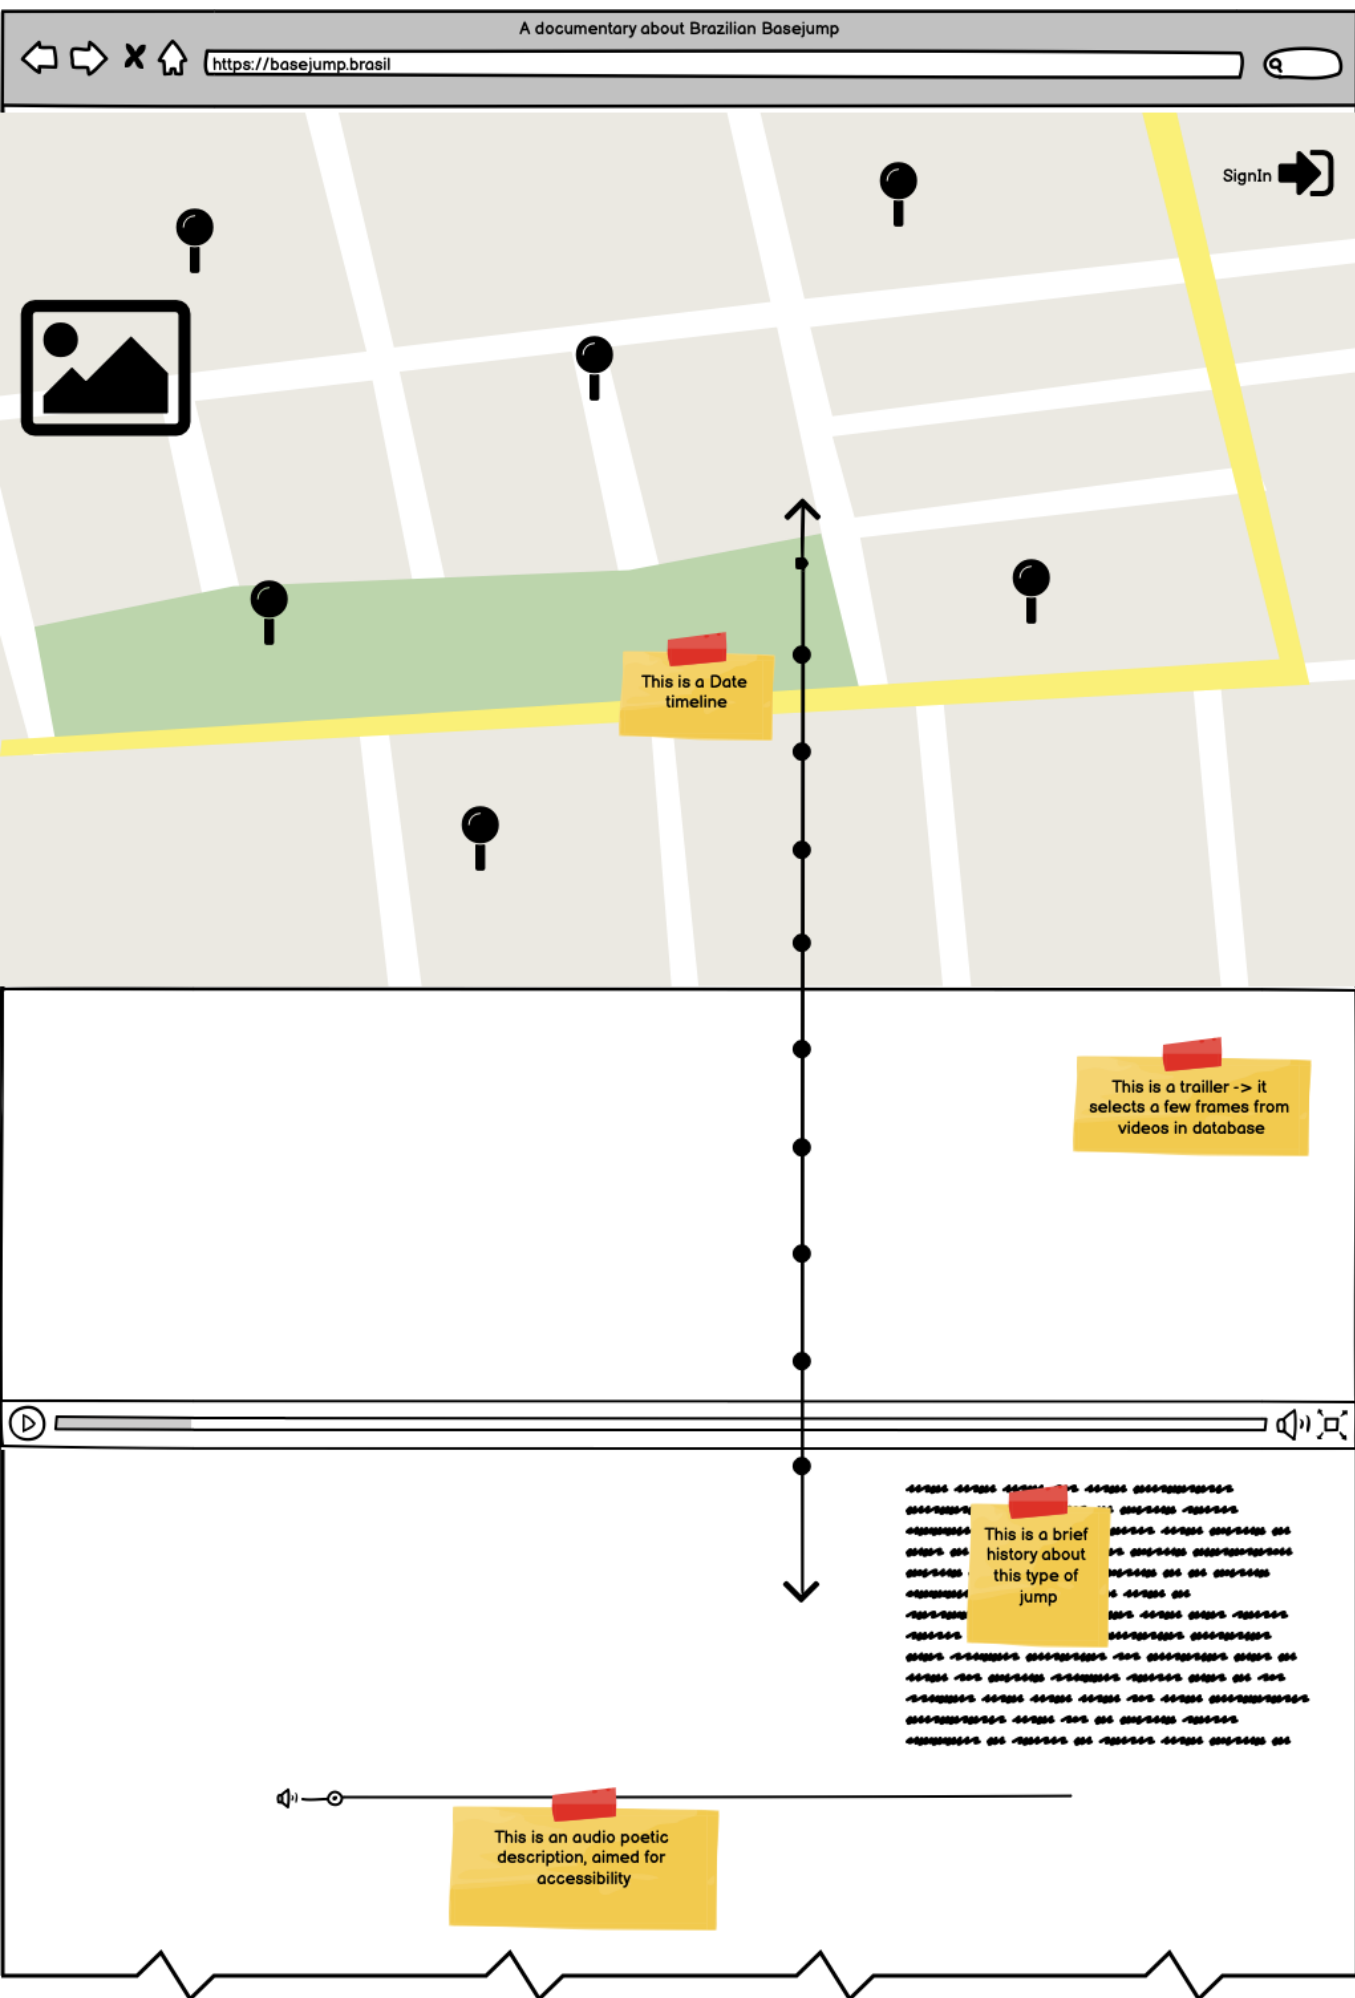 A documentary about Brazilian Basejump
https://basejump.brasil
SignIn
This is a Date
timeline
This is a trailler -> it
selects a few frames from
videos in database
This is a brief
history about
this type of
jump
This is an audio poetic
description, aimed for
accessibility